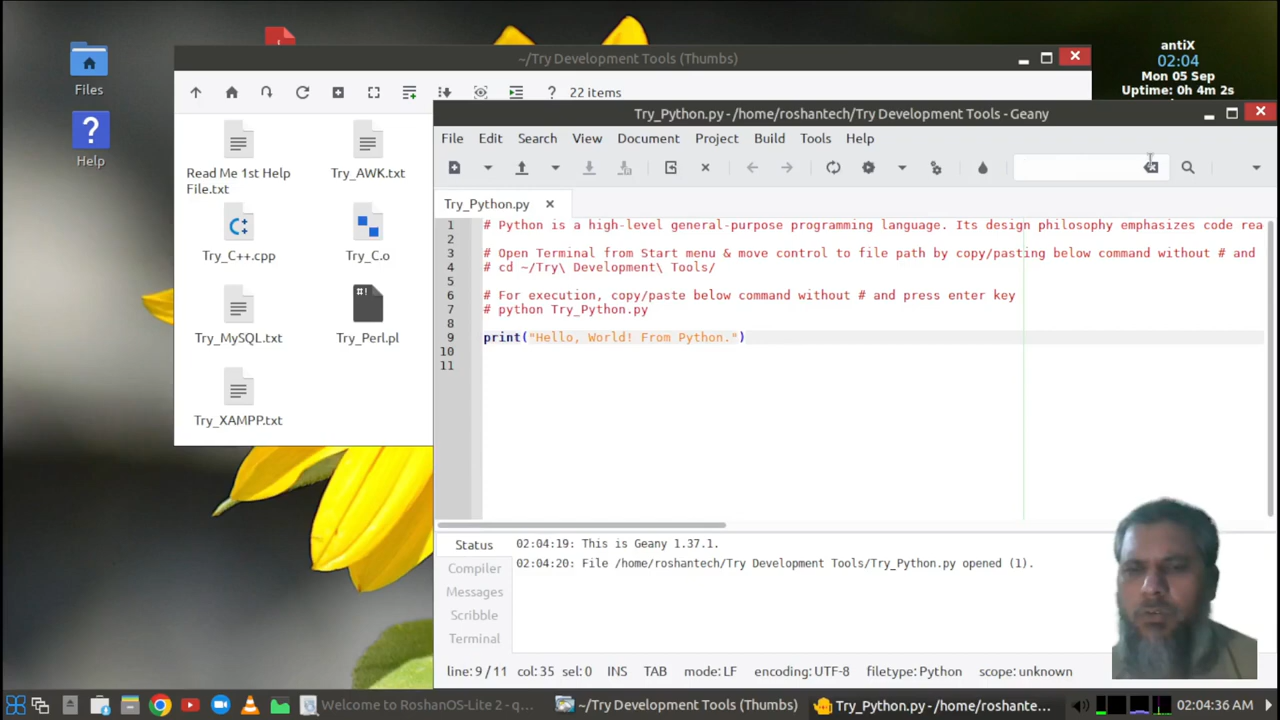 Files
Help
antiX
02:04
Mon 05 Sep
Uptime: 0h 4m 2s
~/Try Development Tools (Thumbs)
? 22 items
Read Me 1st Help
File.txt
Try_AWK.txt
Try_C++.cpp
Try_C.o
Try_MySQL.txt
#!
Try_Perl.pl
Try_XAMPP.txt
Try_Python.py - /home/roshantech/Try Development Tools - Geany
File Edit Search View Document Project Build Tools Help
Try_Python.py
1 # Python is a high-level general-purpose programming language. Its design philosophy emphasizes code rea
2
3 # Open Terminal from Start menu & move control to file path by copy/pasting below command without # and
4 # cd ~/Try\ Development\ Tools/
5
6 # For execution, copy/paste below command without # and press enter key
7 # python Try_Python.py
8
9 print("Hello, World! From Python.")
10
11
Status
Compiler
Messages
Scribble
Terminal
02:04:19: This is Geany 1.37.1.
02:04:20: File /home/roshantech/Try Development Tools/Try_Python.py opened (1).
line: 9 / 11 col: 35 sel: 0 INS TAB mode: LF encoding: UTF-8 filetype: Python scope: unknown
Welcome to RoshanOS-Lite 2 - q...
~/Try Development Tools (Thumbs)
Try_Python.py - /home/roshante...
02:04:36 AM